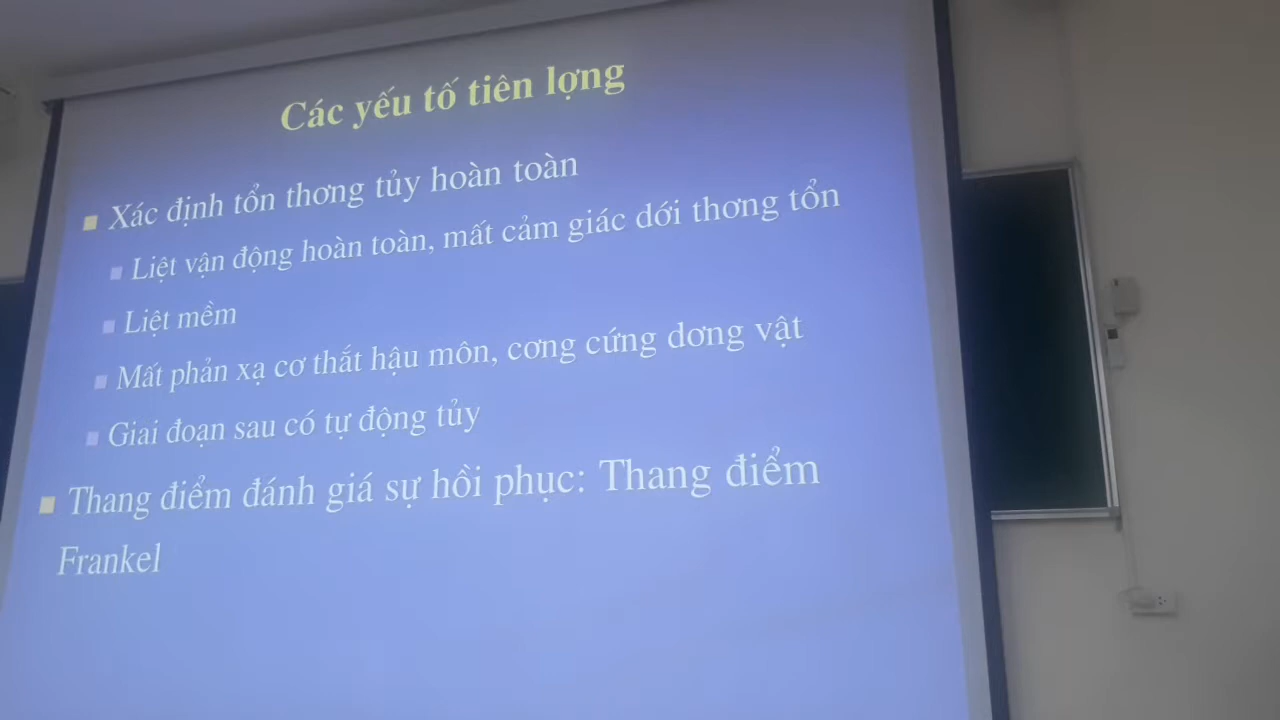 Các yếu tố tiên lợng
Xác định tổn thơng tủy hoàn toàn
Liệt vận động hoàn toàn, mất cảm giác dới thơng tổn
Liệt mềm
Mất phản xạ cơ thắt hậu môn, cơng cứng dơng vật
Giai đoạn sau có tự động tủy
Thang điểm đánh giá sự hồi phục: Thang điểm
Frankel